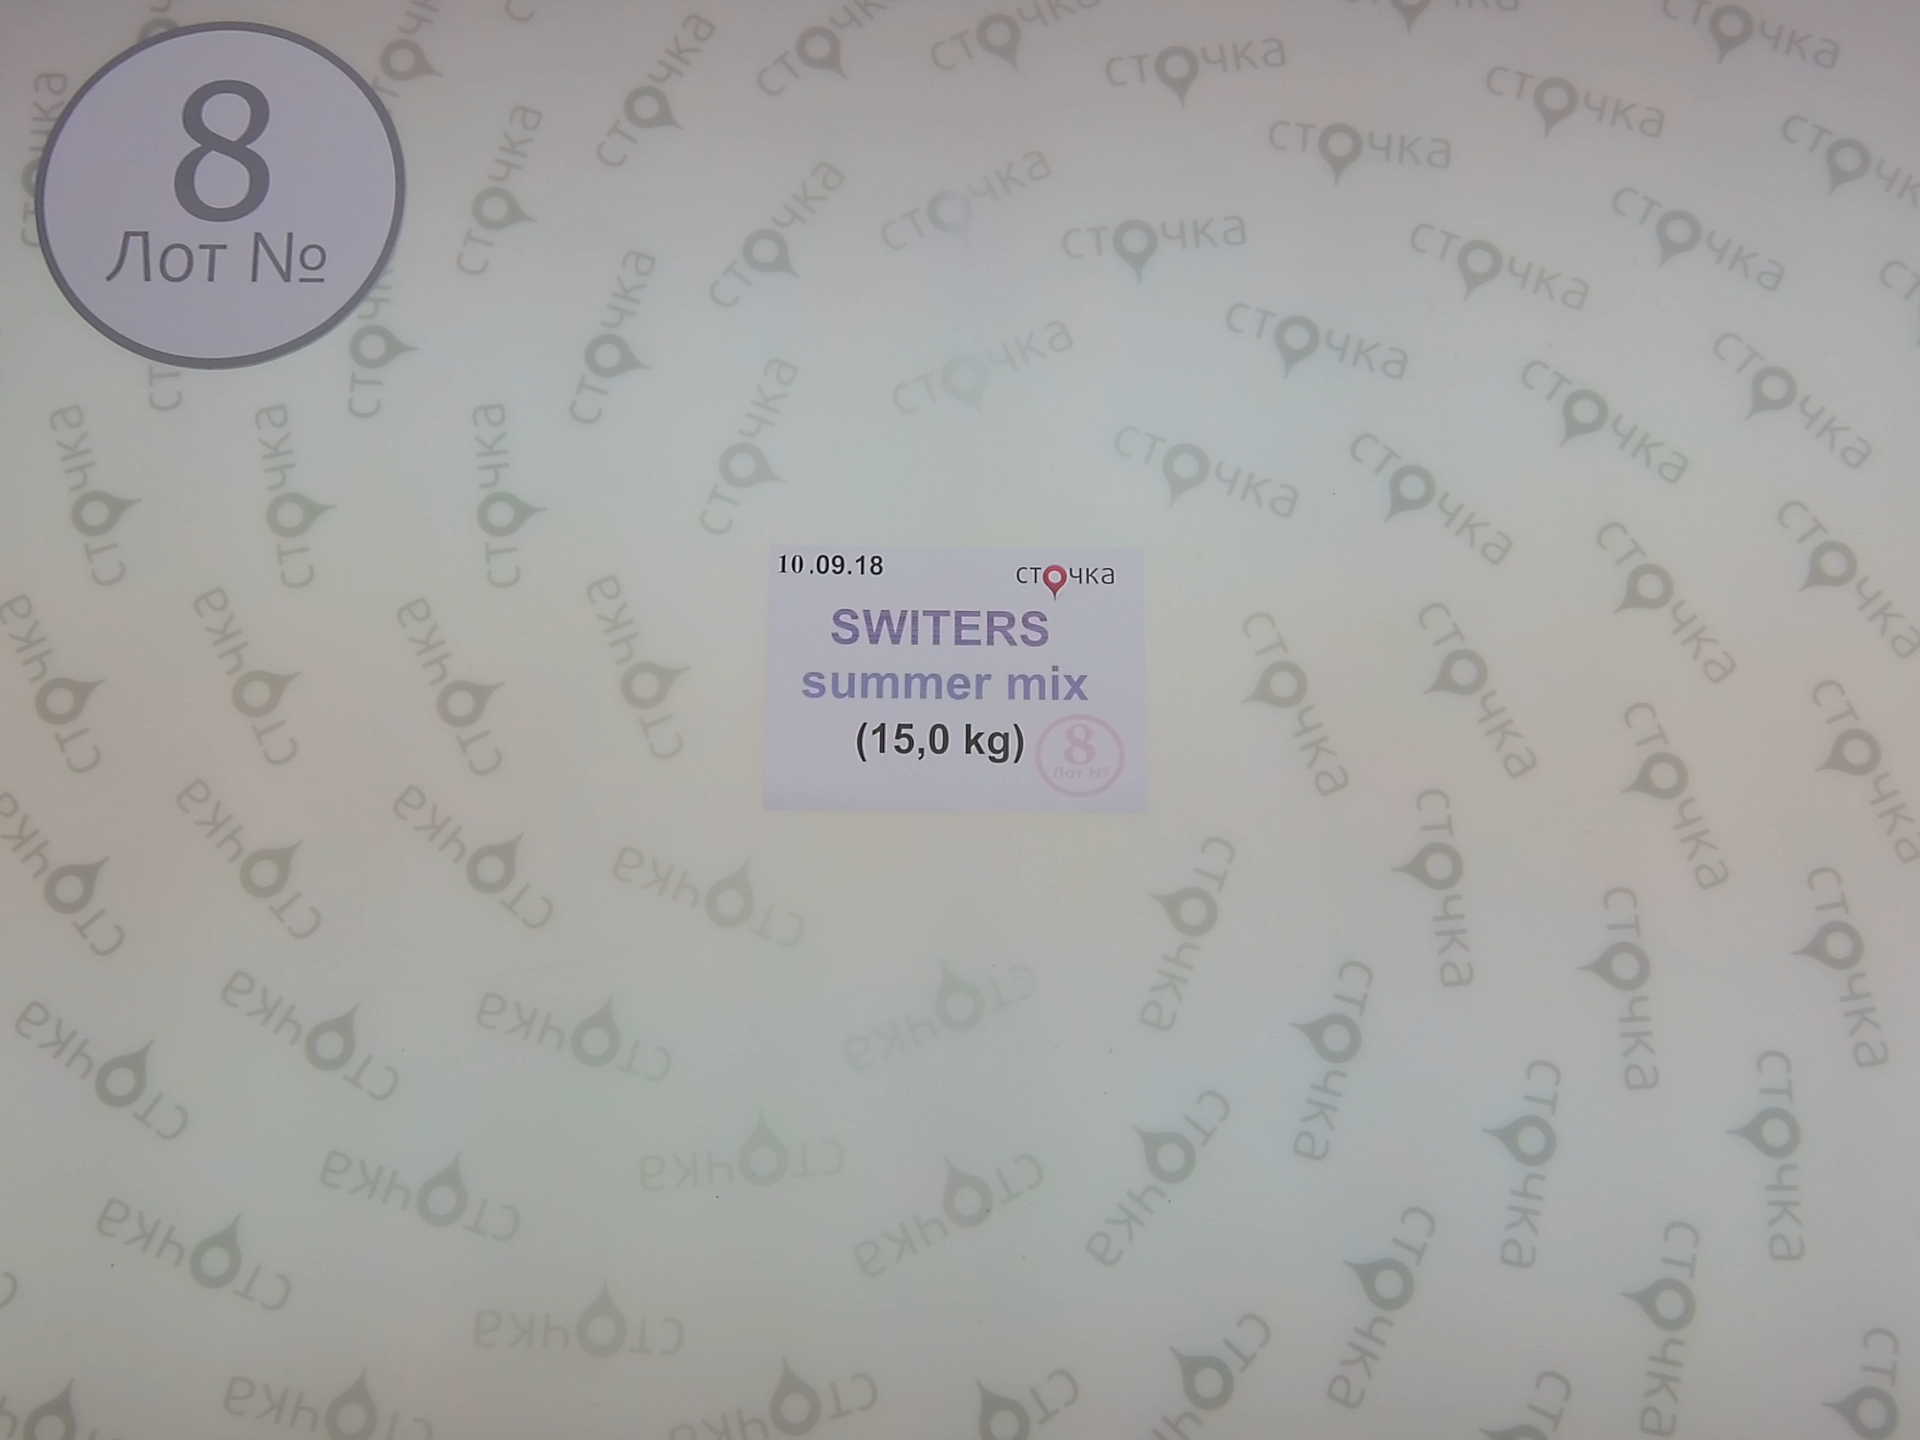 8
Лот №
10.09.18
сточка
SWITERS
summer mix
(15,0 kg)
8
Лот №